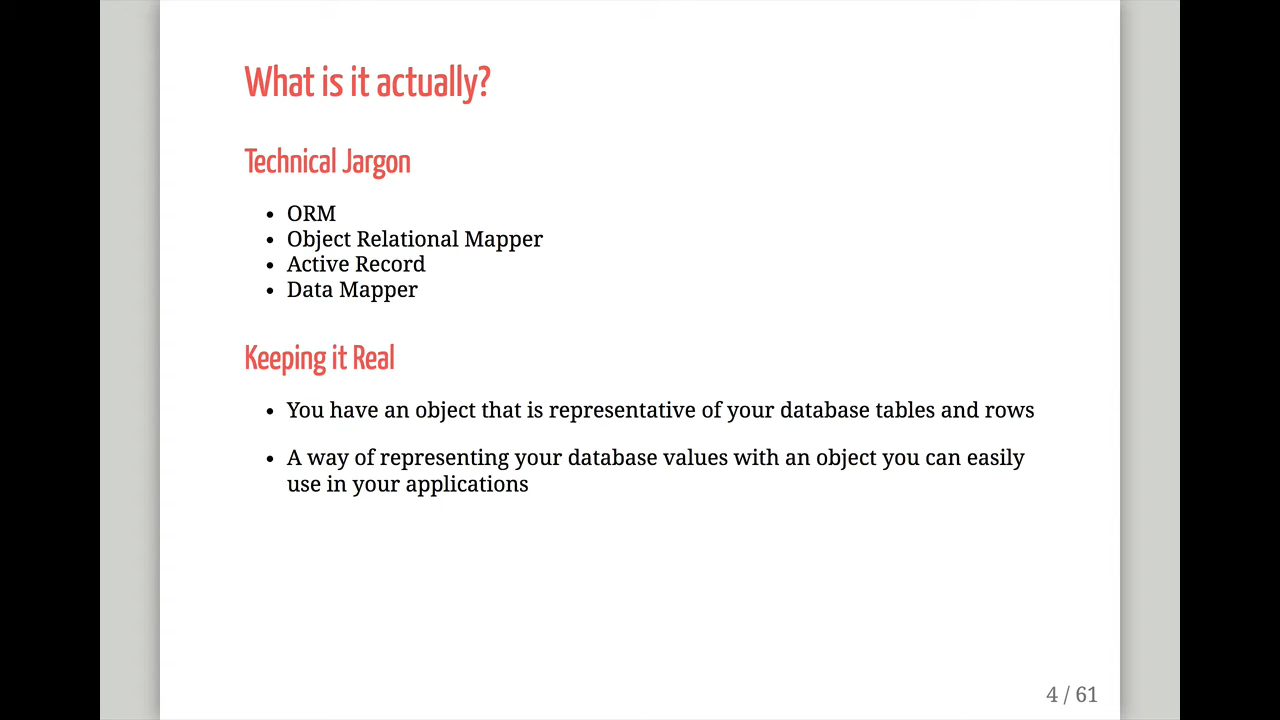 What is it actually?
Technical Jargon
• ORM
• Object Relational Mapper
• Active Record
• Data Mapper
Keeping it Real
• You have an object that is representative of your database tables and rows
• A way of representing your database values with an object you can easily
use in your applications
4 / 61